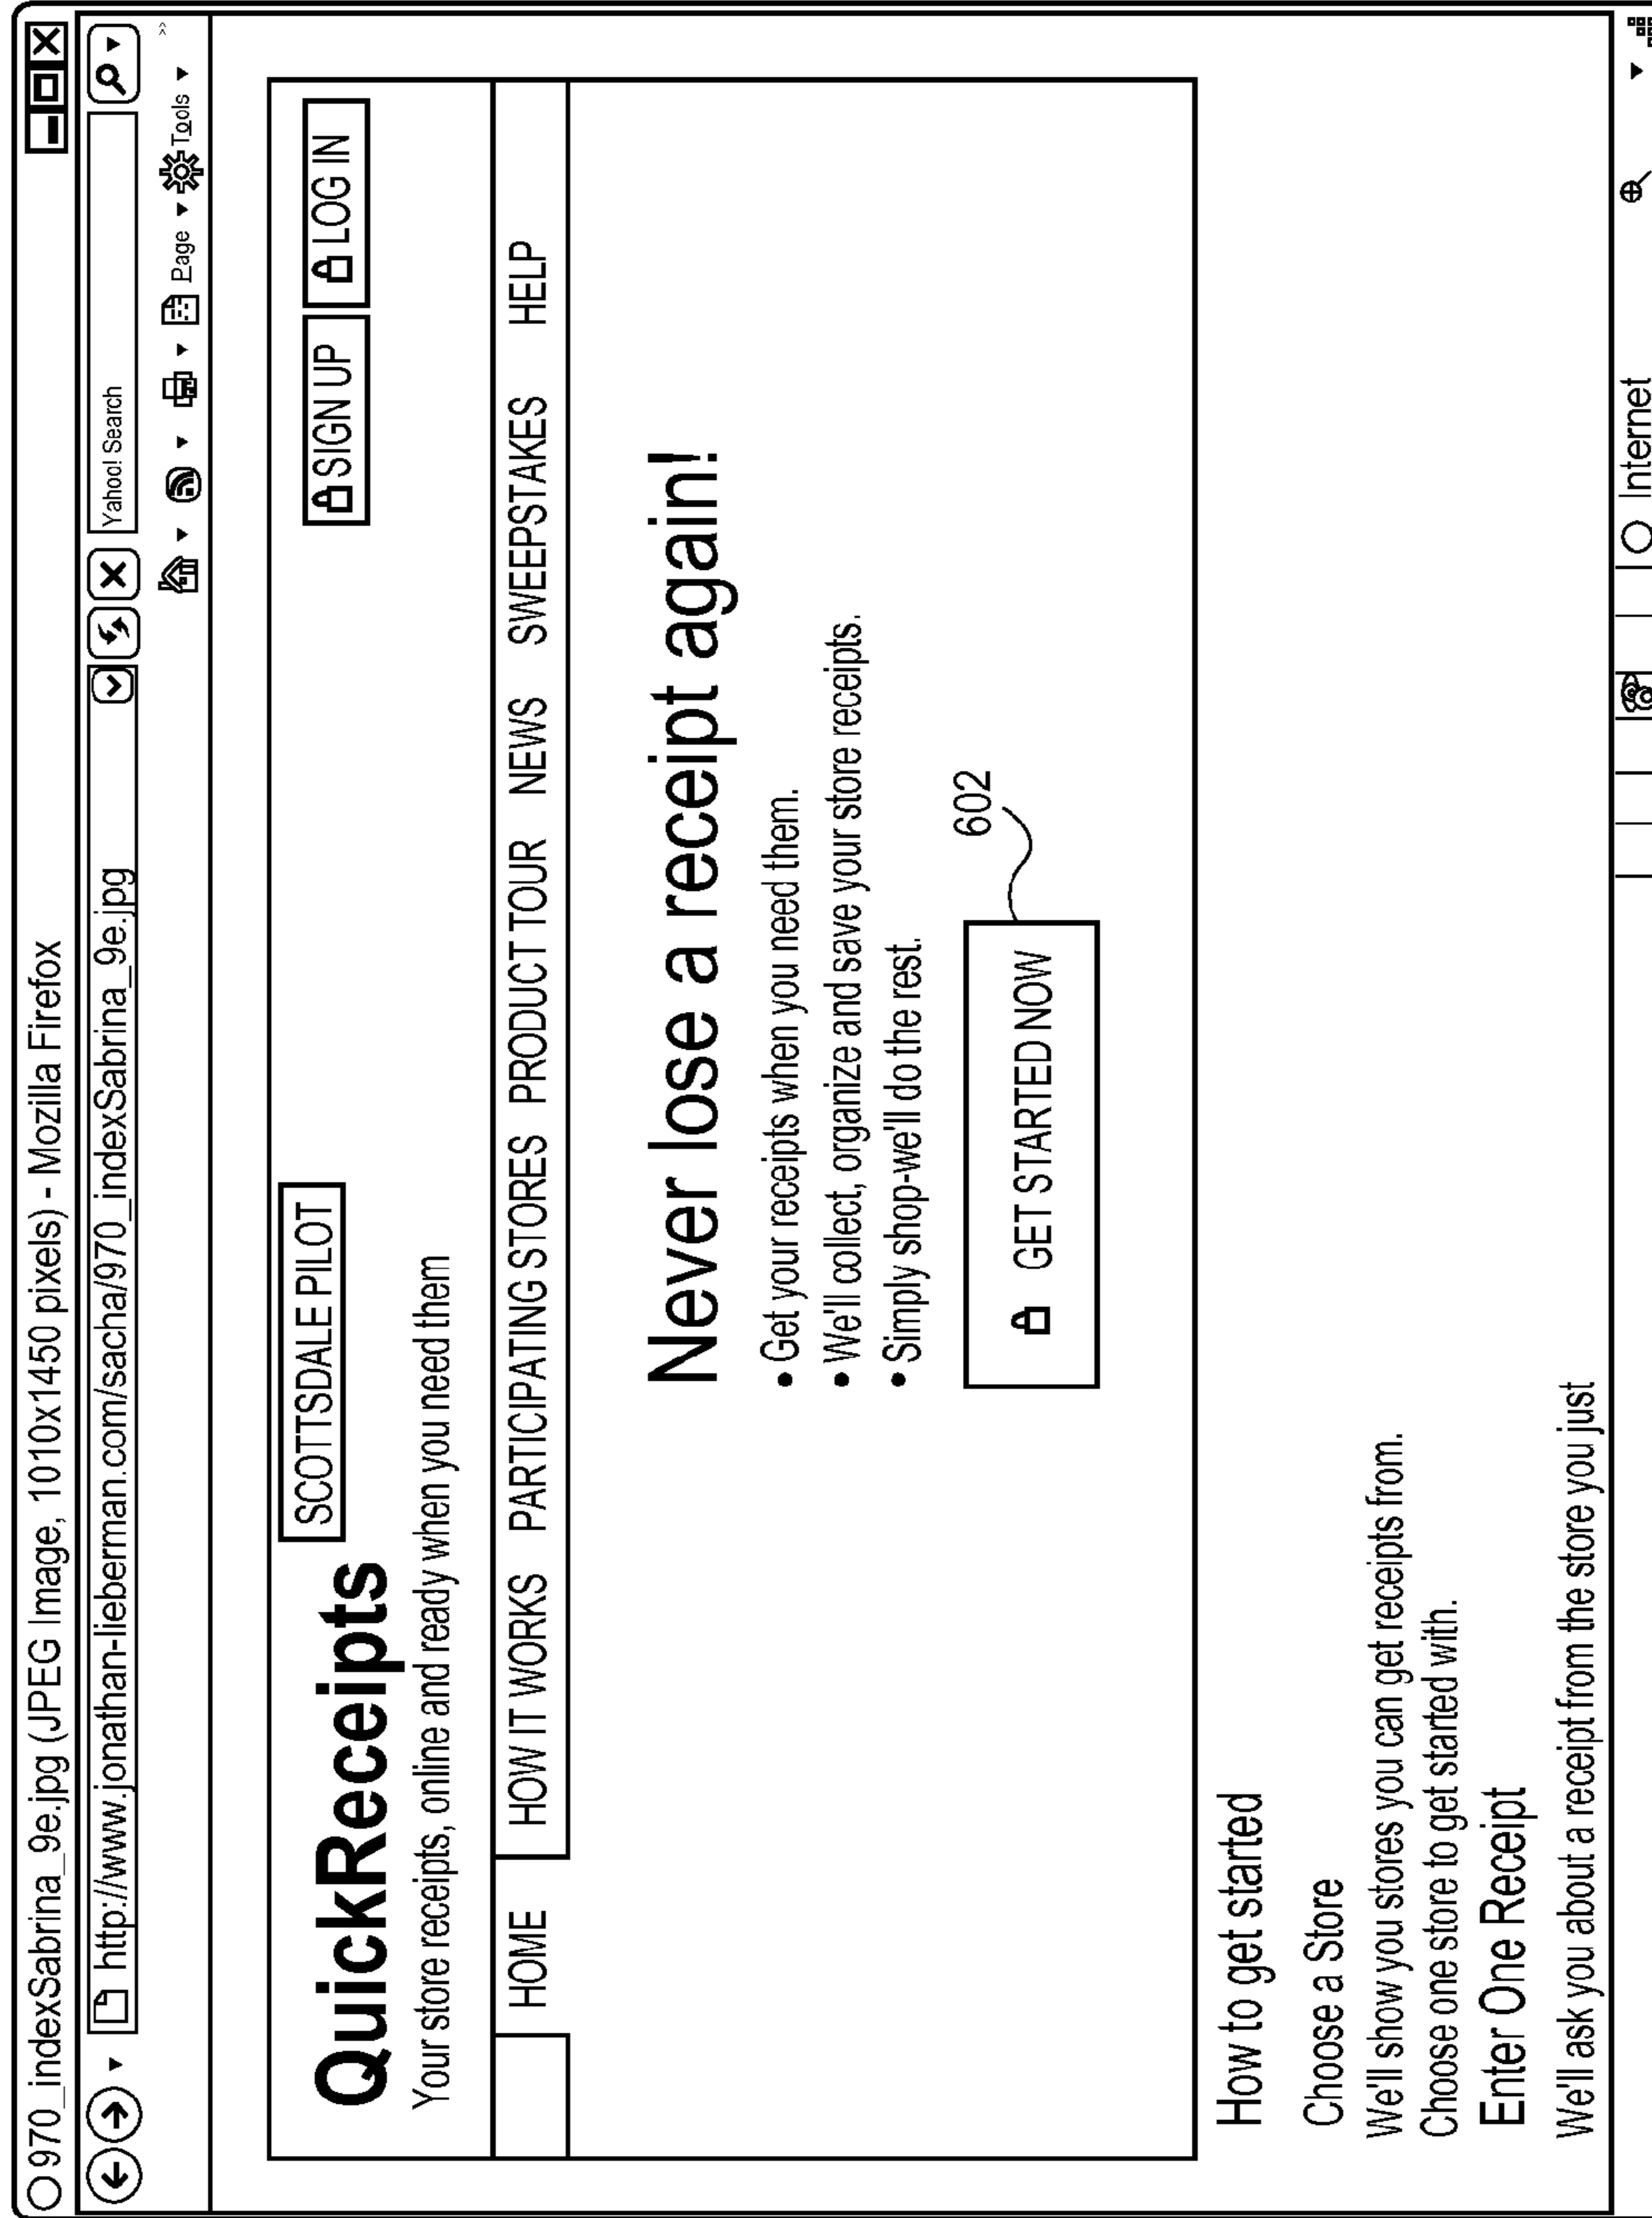 970_indexSabrina_9e.jpg (JPEG Image, 1010x1450 pixels) - Mozilla Firefox
http://www.jonathan-lieberman.com/sacha/970_indexSabrina_9e.jpg
Yahoo! Search
Page Tools >>
SCOTTSDALE PILOT
SIGN UP LOG IN
QuickReceipts
Your store receipts, online and ready when you need them
HOME HOW IT WORKS PARTICIPATING STORES PRODUCT TOUR NEWS SWEEPSTAKES HELP
Never lose a receipt again!
• Get your receipts when you need them.
• We'll collect, organize and save your store receipts.
• Simply shop-we'll do the rest.
602
GET STARTED NOW
How to get started
Choose a Store
We'll show you stores you can get receipts from.
Choose one store to get started with.
Enter One Receipt
We'll ask you about a receipt from the store you just
Internet